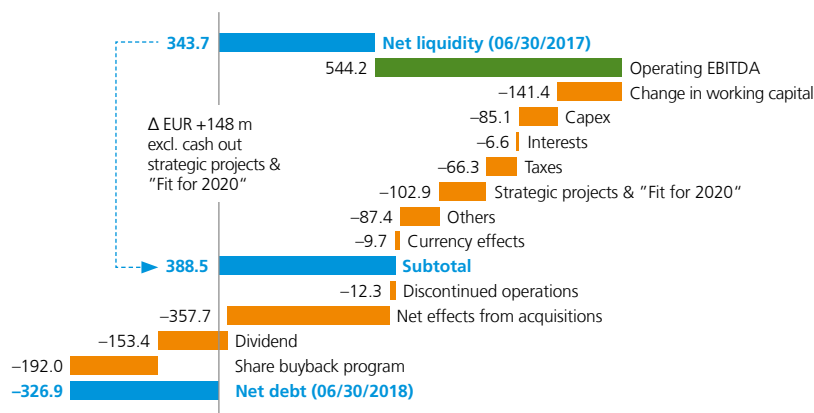 343.7 Net liquidity (06/30/2017)
544.2 Operating EBITDA
–141.4 Change in working capital
–85.1 Capex
Δ EUR +148 m
excl. cash out
strategic projects &
”Fit for 2020“
–6.6 Interests
–66.3 Taxes
–102.9 Strategic projects & ”Fit for 2020“
–87.4 Others
–9.7 Currency effects
388.5 Subtotal
–12.3 Discontinued operations
–357.7 Net effects from acquisitions
–153.4 Dividend
–192.0 Share buyback program
–326.9 Net debt (06/30/2018)